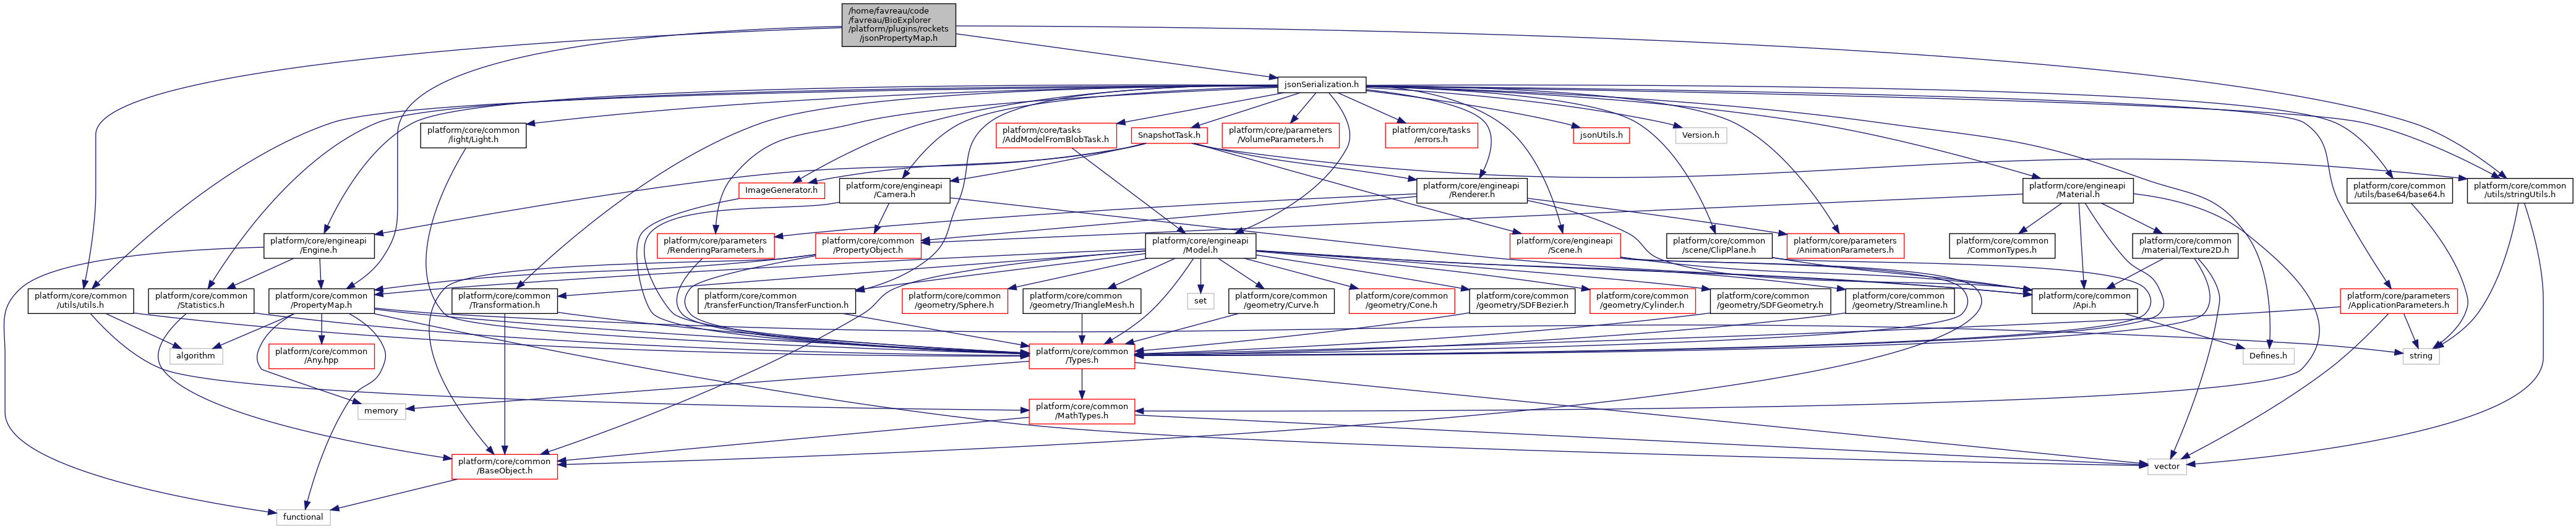 /home/favreau/code
/favreau/BioExplorer
/platform/plugins/rockets
/jsonPropertyMap.h
jsonSerialization.h
platform/core/common
/light/Light.h
platform/core/tasks
/AddModelFromBlobTask.h
SnapshotTask.h
platform/core/parameters
/VolumeParameters.h
platform/core/tasks
/errors.h
jsonUtils.h
Version.h
ImageGenerator.h
platform/core/engineapi
/Camera.h
platform/core/engineapi
/Renderer.h
platform/core/engineapi
/Material.h
platform/core/common
/utils/base64/base64.h
platform/core/common
/utils/stringUtils.h
platform/core/engineapi
/Engine.h
platform/core/parameters
/RenderingParameters.h
platform/core/common
/PropertyObject.h
platform/core/engineapi
/Model.h
platform/core/engineapi
/Scene.h
platform/core/common
/scene/ClipPlane.h
platform/core/parameters
/AnimationParameters.h
platform/core/common
/CommonTypes.h
platform/core/common
/material/Texture2D.h
platform/core/common
/utils/utils.h
platform/core/common
/Statistics.h
platform/core/common
/PropertyMap.h
platform/core/common
/Transformation.h
platform/core/common
/transferFunction/TransferFunction.h
platform/core/common
/geometry/Sphere.h
platform/core/common
/geometry/TriangleMesh.h
set
platform/core/common
/geometry/Curve.h
platform/core/common
/geometry/Cone.h
platform/core/common
/geometry/SDFBezier.h
platform/core/common
/geometry/Cylinder.h
platform/core/common
/geometry/SDFGeometry.h
platform/core/common
/geometry/Streamline.h
platform/core/common
/Api.h
platform/core/parameters
/ApplicationParameters.h
algorithm
platform/core/common
/Any.hpp
platform/core/common
/Types.h
Defines.h
string
memory
platform/core/common
/MathTypes.h
platform/core/common
/BaseObject.h
vector
functional